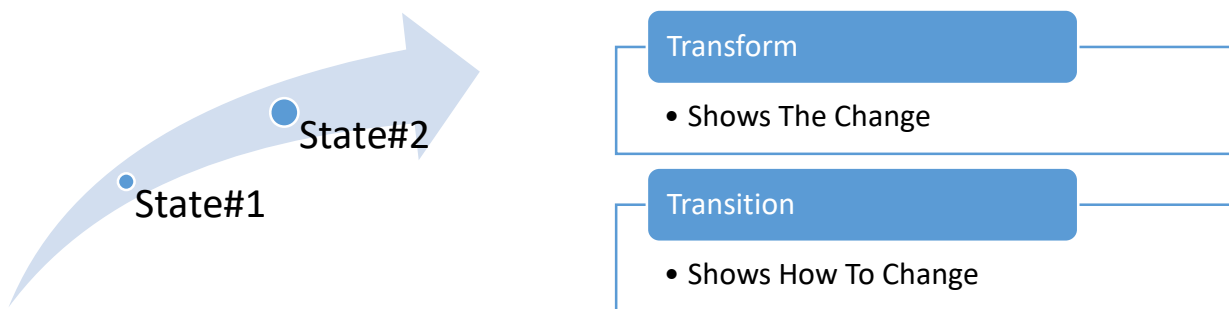 State#1
State#2
Transform
• Shows The Change
Transition
• Shows How To Change